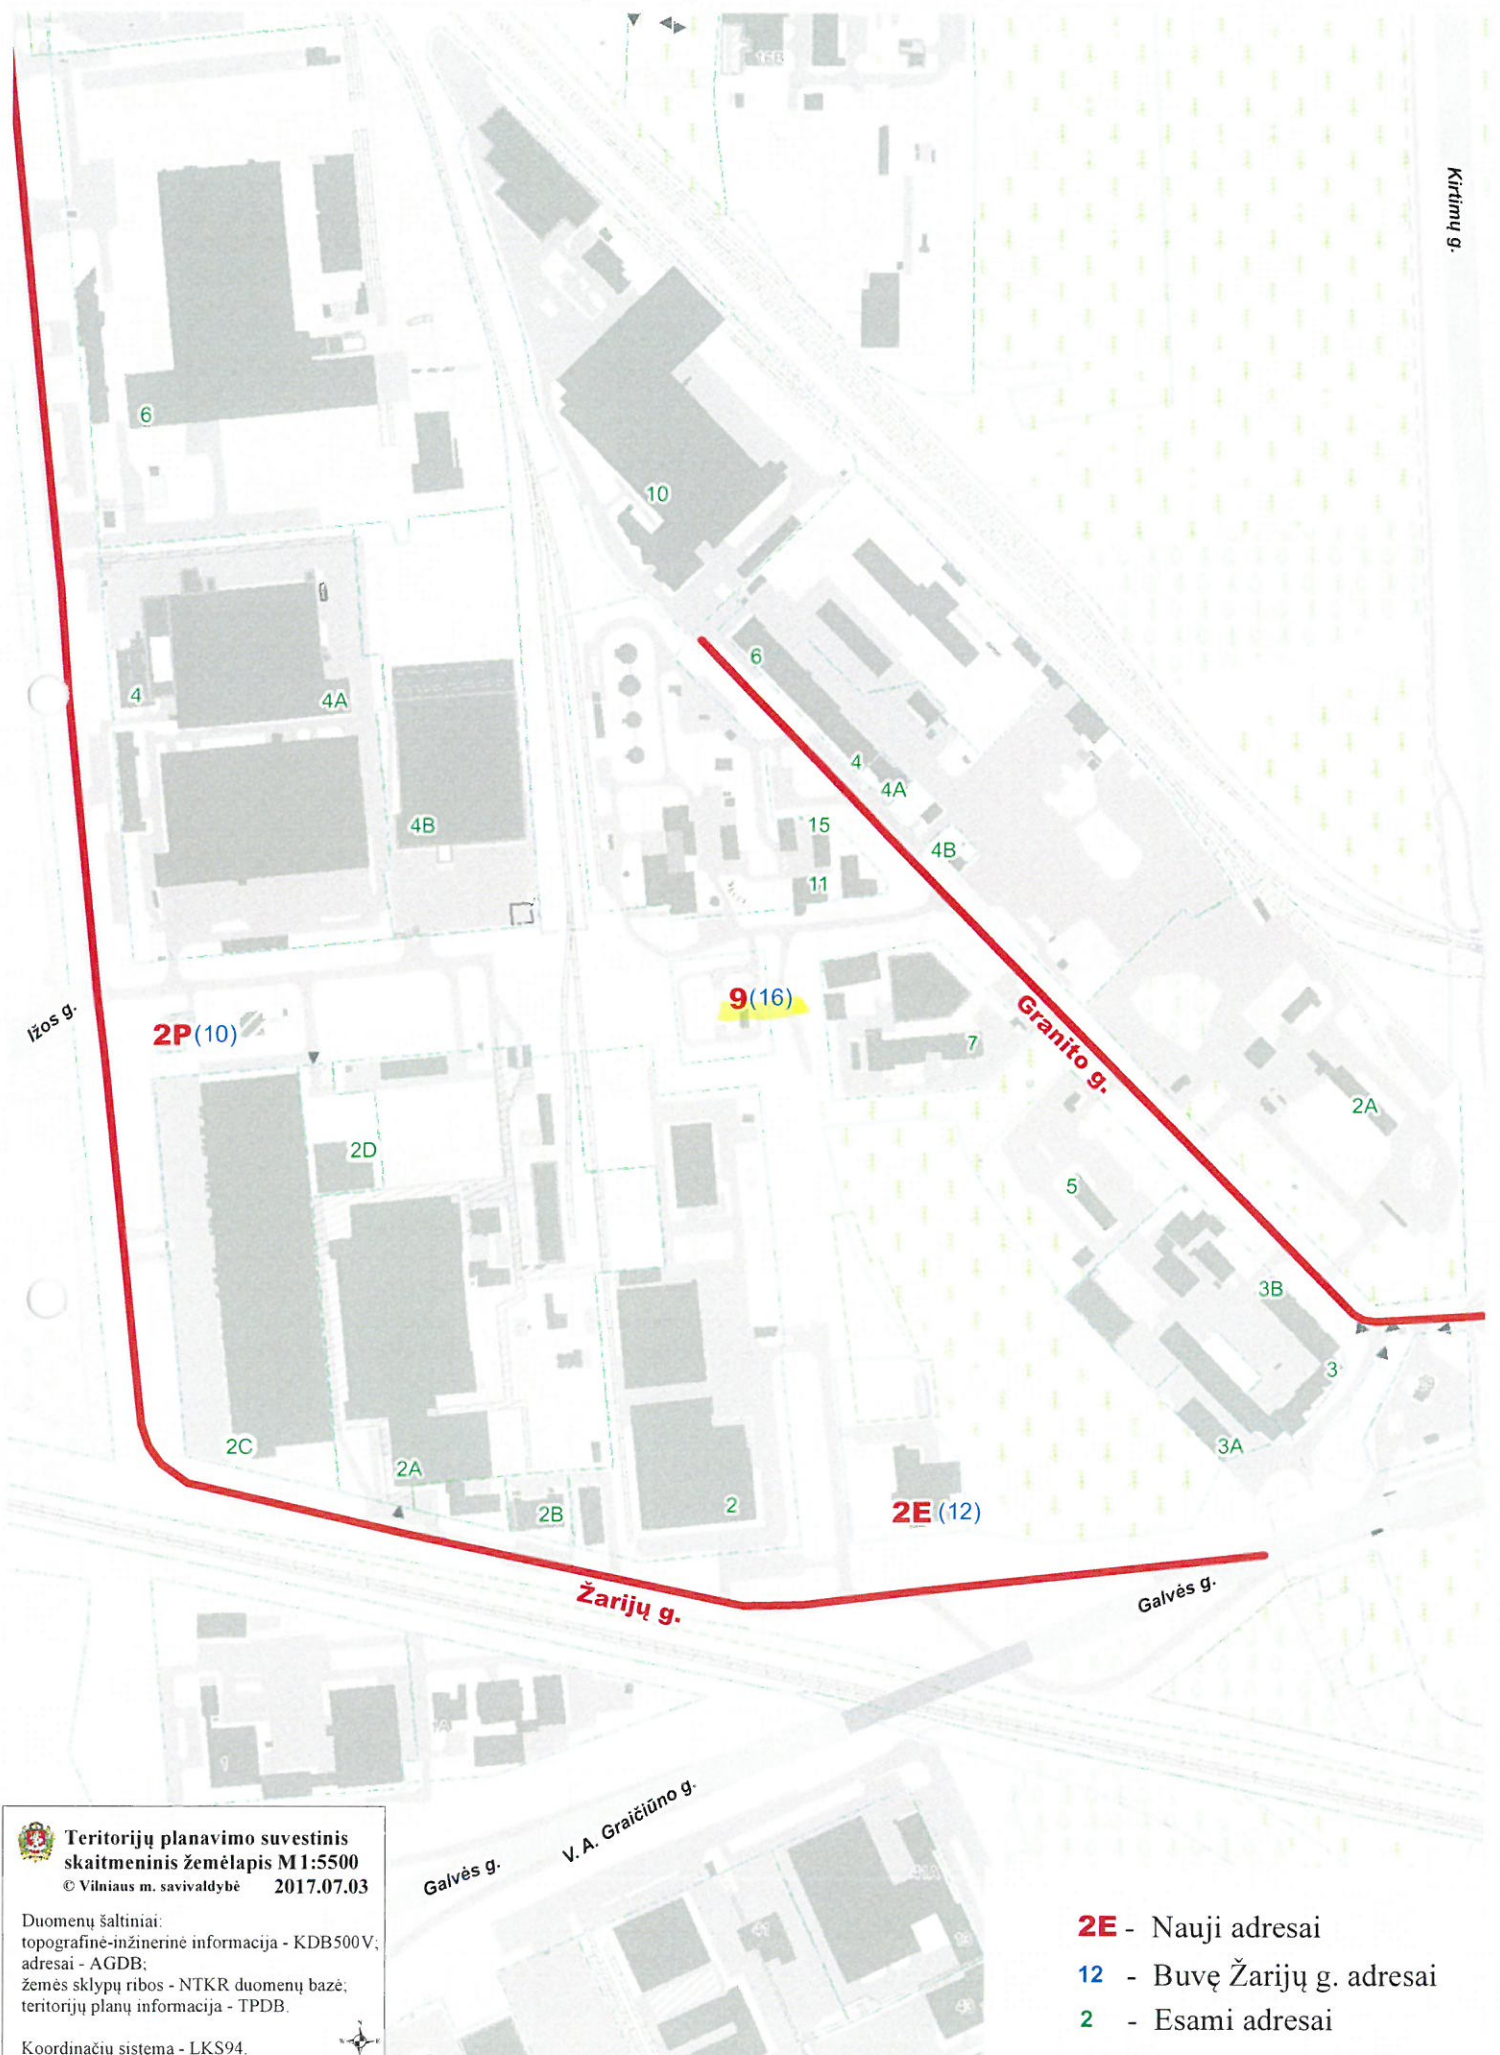 16B
Kirtimų g.
6
10
6
4
4A
4
4A
4B
15
4B
11
9(16)
Ižos g.
2P(10)
Granito g.
7
2A
2D
5
3B
3
2C
2A
3A
2B
2
2E(12)
Žarijų g.
Galvės g.
1
V. A. Graičiūno g.
Galvės g.
Teritorijų planavimo suvestinis
skaitmeninis žemėlapis M 1:5500
© Vilniaus m. savivaldybė 2017.07.03
Duomenų šaltiniai:
topografinė-inžinerinė informacija - KDB500V;
adresai - AGDB;
žemės sklypų ribos - NTKR duomenų bazė;
teritorijų planų informacija - TPDB.
Koordinačių sistema - LKS94.
2E - Nauji adresai
12 - Buvę Žarijų g. adresai
2 - Esami adresai